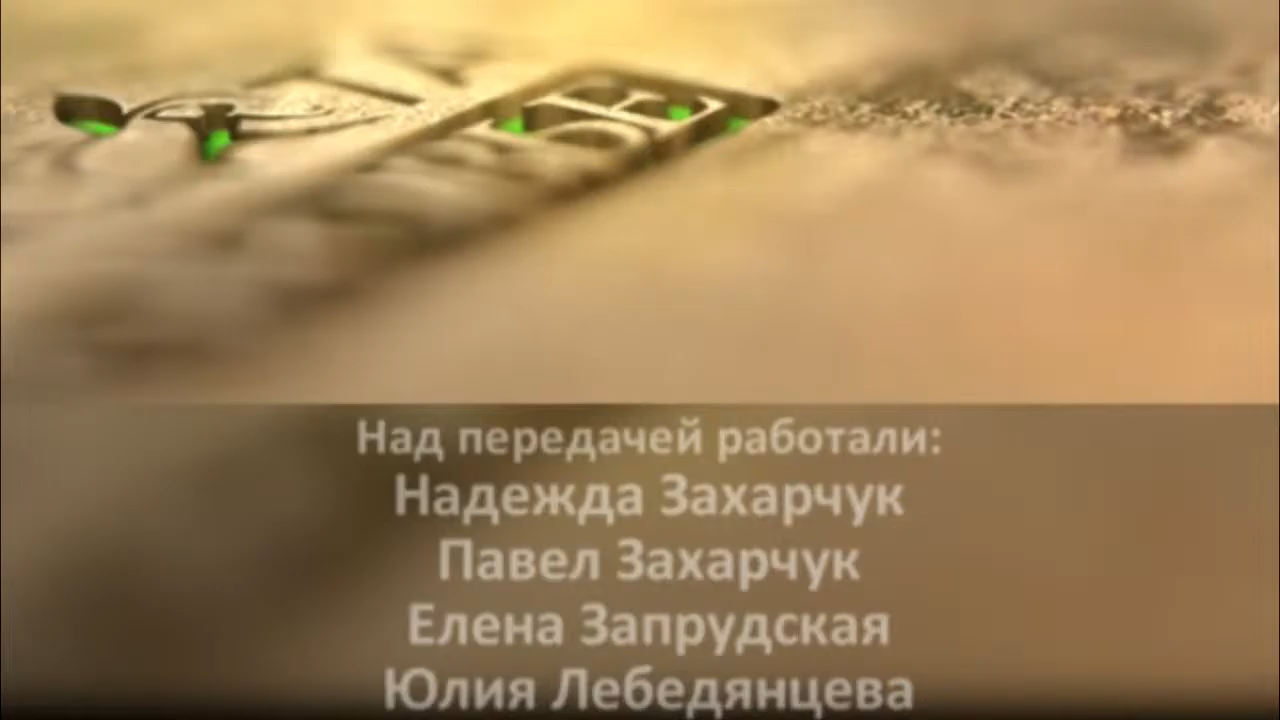 Над передачей работали:
Надежда Захарчук
Павел Захарчук
Елена Запрудская
Юлия Лебедянцева